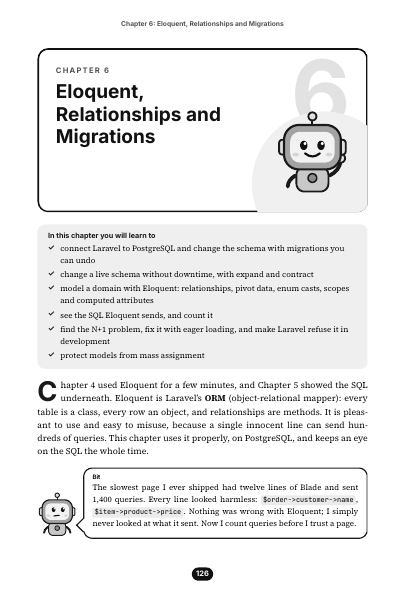 Chapter 6: Eloquent, Relationships and Migrations
CHAPTER 6
6
Eloquent,
Relationships and
Migrations
In this chapter you will learn to
✓ connect Laravel to PostgreSQL and change the schema with migrations you
can undo
✓ change a live schema without downtime, with expand and contract
✓ model a domain with Eloquent: relationships, pivot data, enum casts, scopes
and computed attributes
✓ see the SQL Eloquent sends, and count it
✓ find the N+1 problem, fix it with eager loading, and make Laravel refuse it in
development
✓ protect models from mass assignment
Chapter 4 used Eloquent for a few minutes, and Chapter 5 showed the SQL
underneath. Eloquent is Laravel's ORM (object-relational mapper): every
table is a class, every row an object, and relationships are methods. It is pleas-
ant to use and easy to misuse, because a single innocent line can send hun-
dreds of queries. This chapter uses it properly, on PostgreSQL, and keeps an eye
on the SQL the whole time.
Bit
The slowest page I ever shipped had twelve lines of Blade and sent
1,400 queries. Every line looked harmless: $order->customer->name,
$item->product->price. Nothing was wrong with Eloquent; I simply
never looked at what it sent. Now I count queries before I trust a page.
126